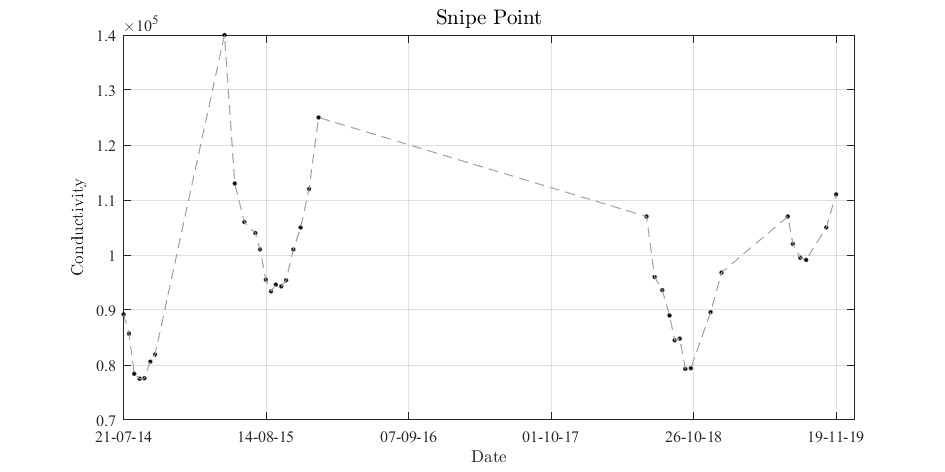 Snipe Point
×10⁵
1.4
1.3
1.2
1.1
1
0.9
0.8
0.7
Conductivity
21-07-14 14-08-15 07-09-16 01-10-17 26-10-18 19-11-19
Date